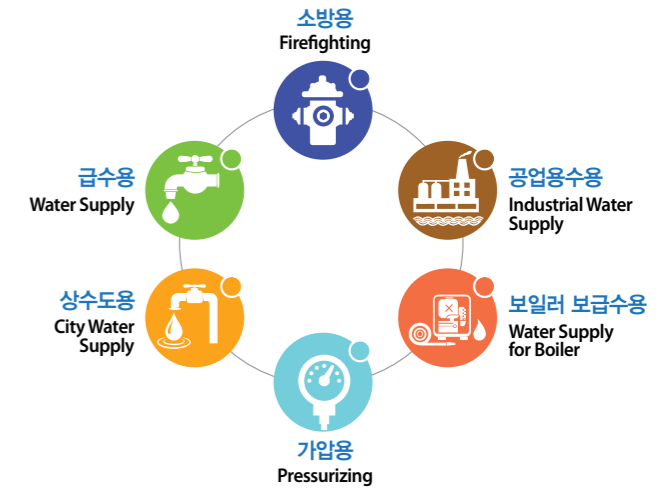 소방용
Firefighting
급수용
Water Supply
공업용수용
Industrial Water
Supply
상수도용
City Water
Supply
보일러 보급수용
Water Supply
for Boiler
가압용
Pressurizing